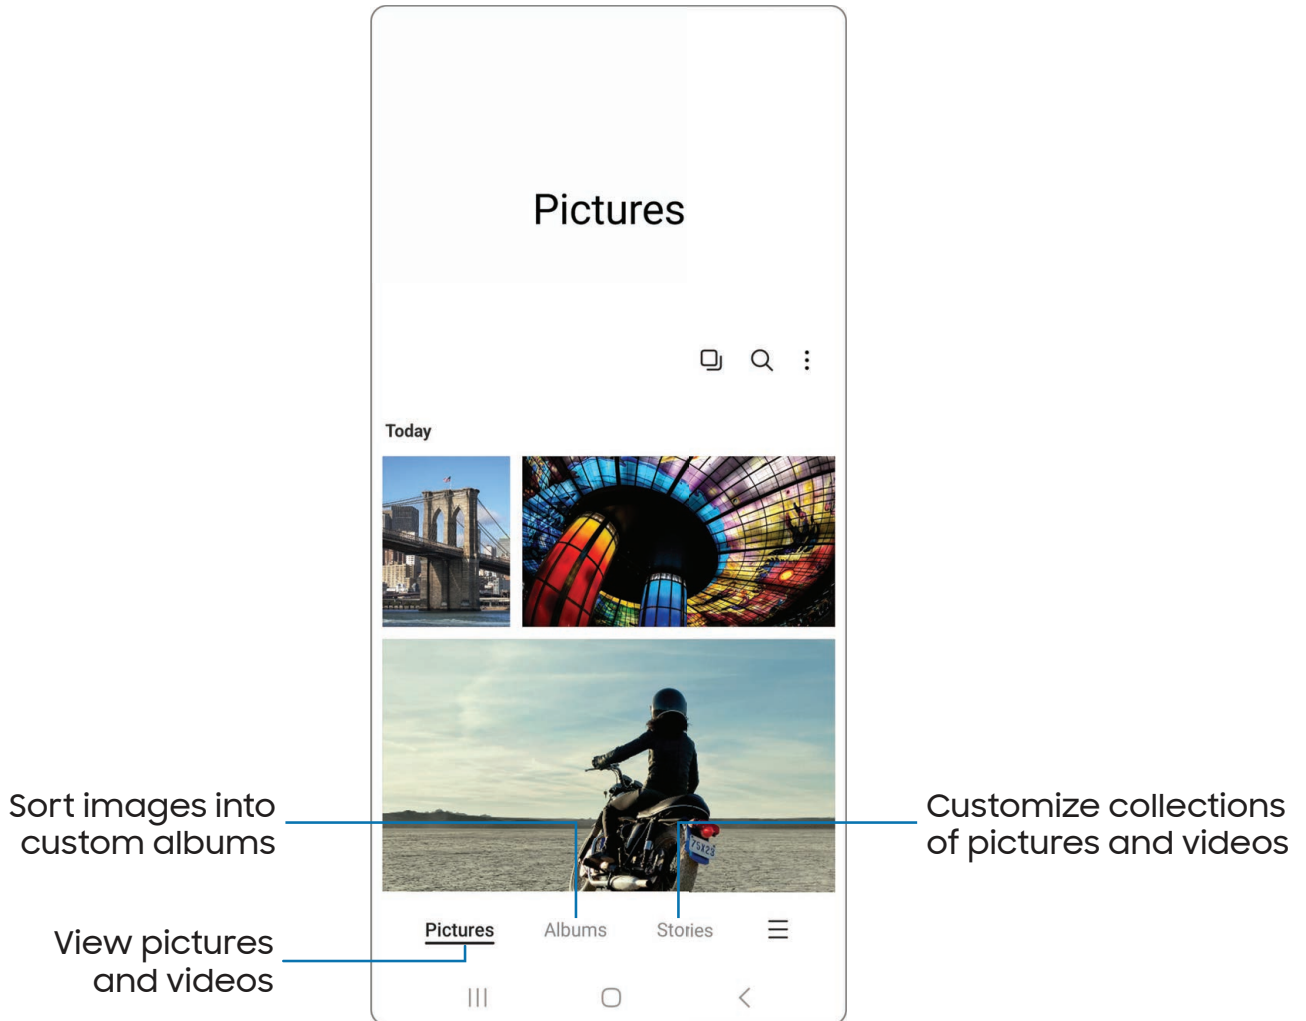 Pictures
Today
Sort images into
custom albums
Customize collections
of pictures and videos
Pictures
Albums
Stories
View pictures
and videos